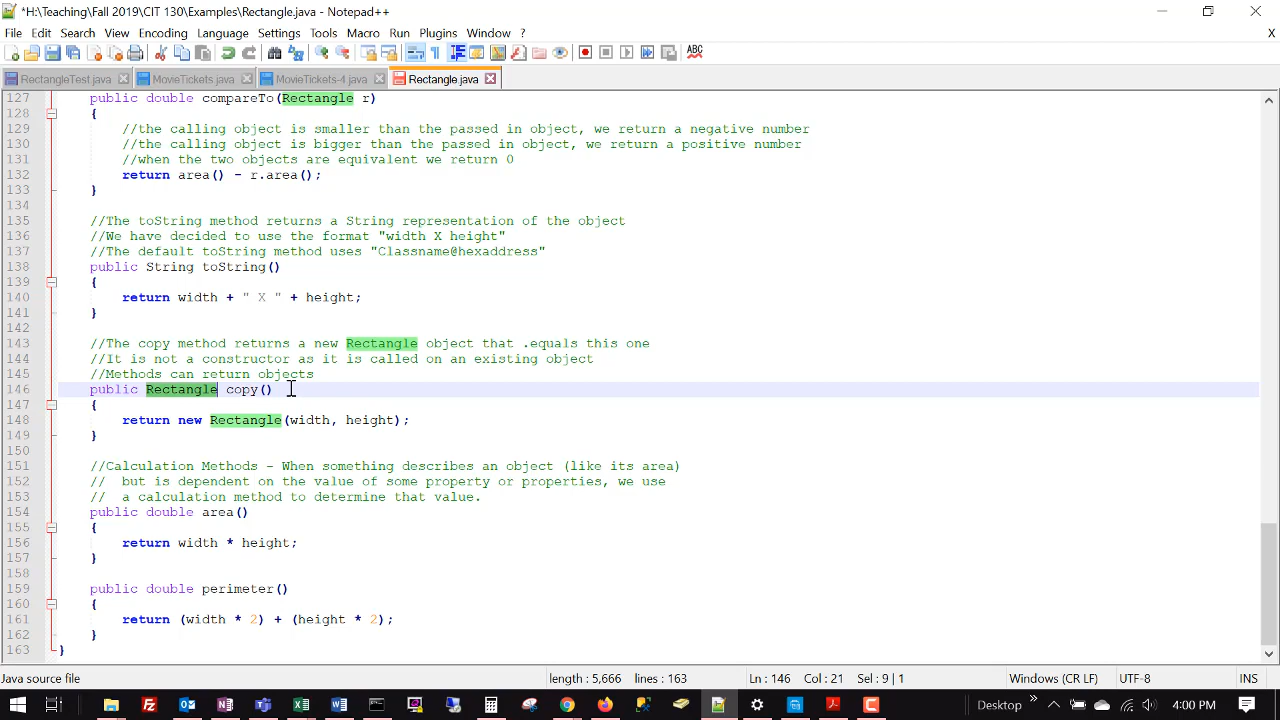 *H:\Teaching\Fall 2019\CIT 130\Examples\Rectangle.java - Notepad++
File Edit Search View Encoding Language Settings Tools Macro Run Plugins Window ? X
RectangleTest.java MovieTickets.java MovieTickets-4.java Rectangle.java
127 public double compareTo(Rectangle r)
128 {
129 //the calling object is smaller than the passed in object, we return a negative number
130 //the calling object is bigger than the passed in object, we return a positive number
131 //when the two objects are equivalent we return 0
132 return area() - r.area();
133 }
134
135 //The toString method returns a String representation of the object
136 //We have decided to use the format "width X height"
137 //The default toString method uses "Classname@hexaddress"
138 public String toString()
139 {
140 return width + " X " + height;
141 }
142
143 //The copy method returns a new Rectangle object that .equals this one
144 //It is not a constructor as it is called on an existing object
145 //Methods can return objects
146 public Rectangle copy()
147 {
148 return new Rectangle(width, height);
149 }
150
151 //Calculation Methods - When something describes an object (like its area)
152 // but is dependent on the value of some property or properties, we use
153 // a calculation method to determine that value.
154 public double area()
155 {
156 return width * height;
157 }
158
159 public double perimeter()
160 {
161 return (width * 2) + (height * 2);
162 }
163 }
Java source file length : 5,666 lines : 163 Ln : 146 Col : 21 Sel : 9 | 1 Windows (CR LF) UTF-8 INS
Desktop 4:00 PM